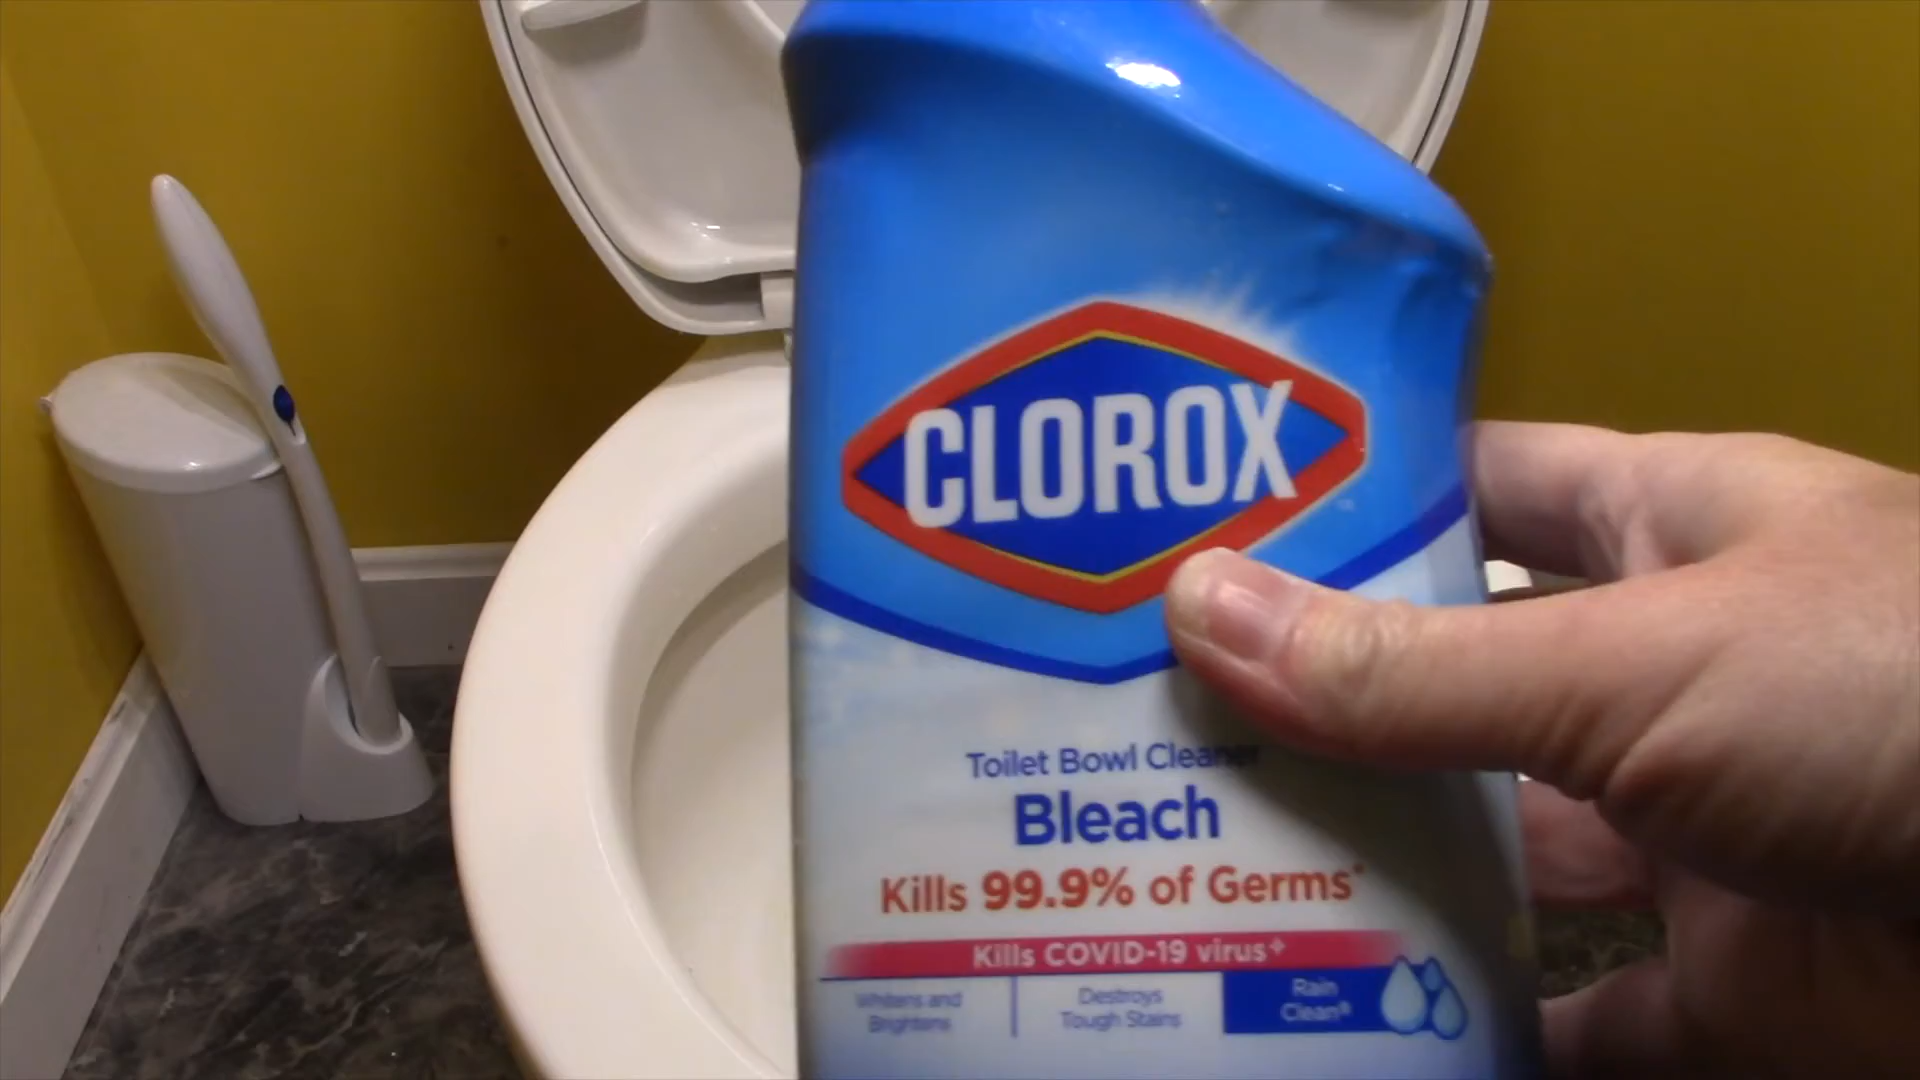 CLOROX
Toilet Bowl Cleaner
Bleach
Kills 99.9% of Germs*
Kills COVID-19 virus+
Whitens and
Brightens
Destroys
Tough Stains
Rain
Clean®